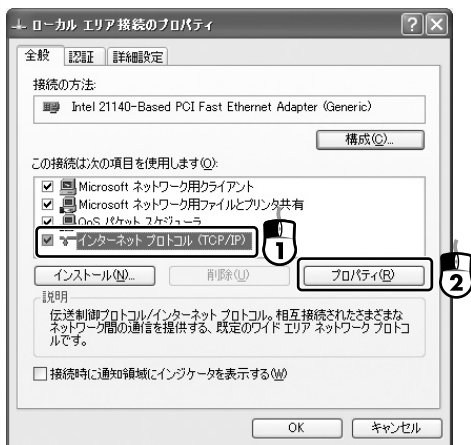 ローカル エリア接続のプロパティ
全般 認証 詳細設定
接続の方法:
Intel 21140-Based PCI Fast Ethernet Adapter (Generic)
構成(C)...
この接続は次の項目を使用します(O):
Microsoft ネットワーク用クライアント
Microsoft ネットワーク用ファイルとプリンタ共有
QoS パケット スケジューラ
インターネット プロトコル (TCP/IP)
1
インストール(N)... 削除(U) プロパティ(R)
2
説明
伝送制御プロトコル/インターネット プロトコル。相互接続されたさまざまな
ネットワーク間の通信を提供する、既定のワイド エリア ネットワーク プロトコ
ルです。
接続時に通知領域にインジケータを表示する(W)
OK キャンセル